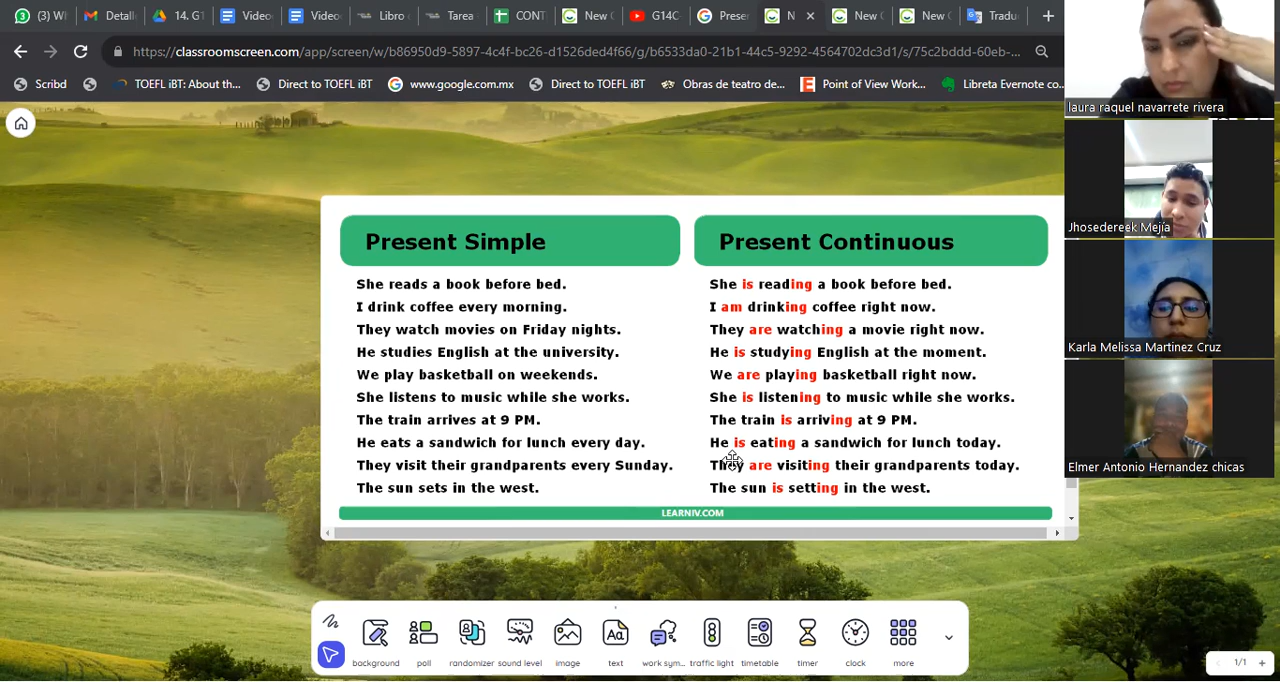 W
Detall
14. G1
Video
Video
Libro
Tarea
CONT
New C
G14C-
Prese
N
New C
New C
Tradu
https://classroomscreen.com/app/screen/w/b86950d9-5897-4c4f-bc26-d1526ded4f66/g/b6533da0-21b1-44c5-9292-4564702dc3d1/s/75c2bddd-60eb-...
Scribd
TOEFL iBT: About th...
Direct to TOEFL iBT
www.google.com.mx
Direct to TOEFL iBT
Obras de teatro de...
Point of View Work...
Libreta Evernote co...
laura raquel navarrete rivera
Jhosedereek Mejía
Karla Melissa Martínez Cruz
Elmer Antonio Hernandez chicas
Present Simple
She reads a book before bed.
I drink coffee every morning.
They watch movies on Friday nights.
He studies English at the university.
We play basketball on weekends.
She listens to music while she works.
The train arrives at 9 PM.
He eats a sandwich for lunch every day.
They visit their grandparents every Sunday.
The sun sets in the west.
Present Continuous
She is reading a book before bed.
I am drinking coffee right now.
They are watching a movie right now.
He is studying English at the moment.
We are playing basketball right now.
She is listening to music while she works.
The train is arriving at 9 PM.
He is eating a sandwich for lunch today.
They are visiting their grandparents today.
The sun is setting in the west.
LEARNIV.COM
background
poll
randomizer
sound level
image
Aa
text
work sym...
traffic light
timetable
timer
clock
more
1/1